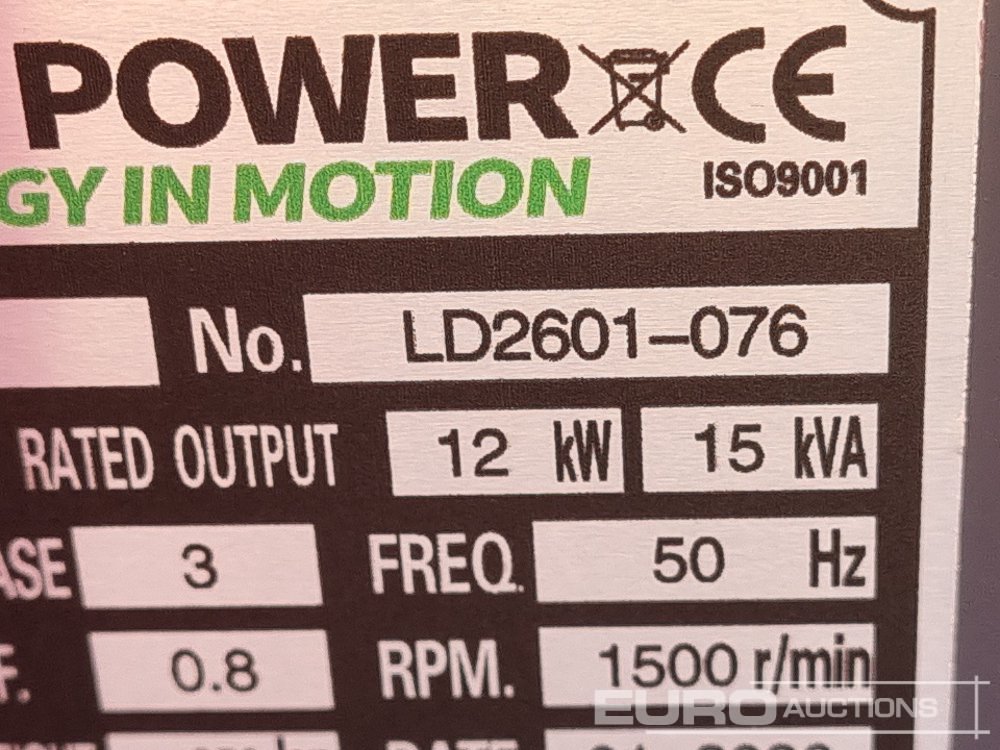 POWER CE
GY IN MOTION ISO9001
No. LD2601-076
RATED OUTPUT 12 kW 15 kVA
ASE 3 FREQ. 50 Hz
F. 0.8 RPM. 1500 r/min
EURO AUCTIONS